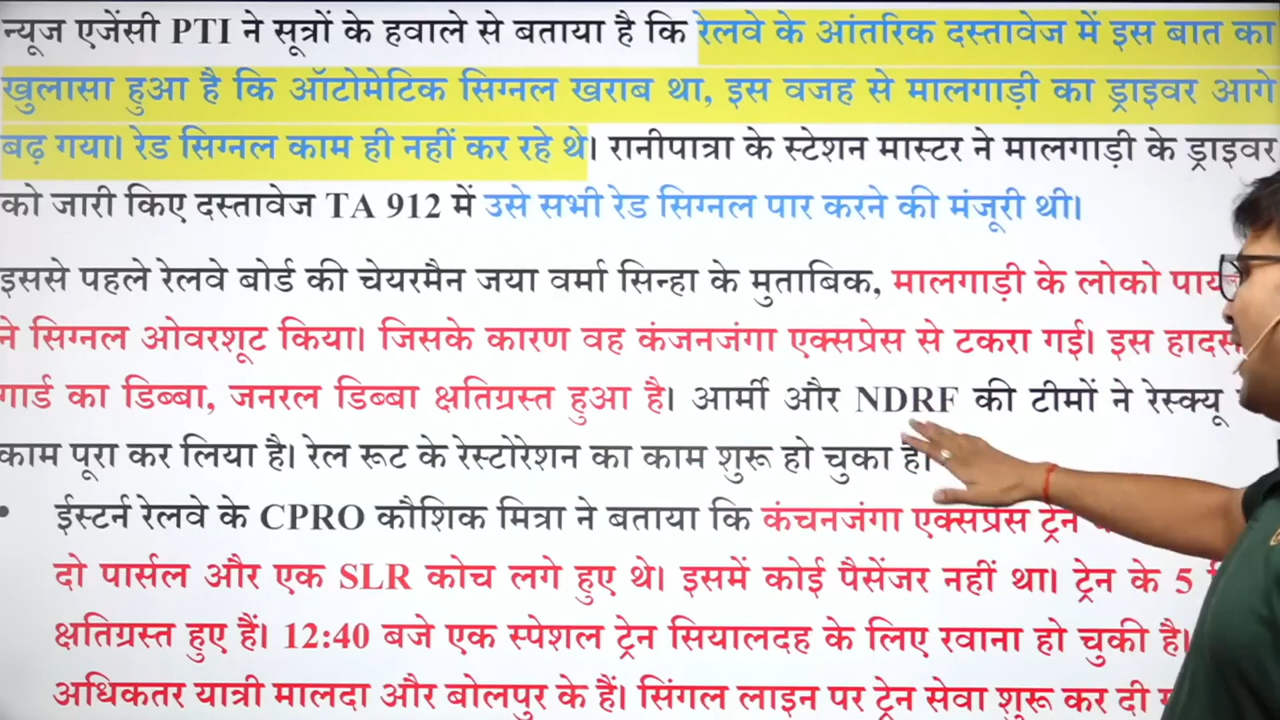 न्यूज एजेंसी PTI ने सूत्रों के हवाले से बताया है कि रेलवे के आंतरिक दस्तावेज में इस बात का
खुलासा हुआ है कि ऑटोमेटिक सिग्नल खराब था, इस वजह से मालगाड़ी का ड्राइवर आगे
बढ़ गया। रेड सिग्नल काम ही नहीं कर रहे थे। रानीपात्रा के स्टेशन मास्टर ने मालगाड़ी के ड्राइवर
को जारी किए दस्तावेज TA 912 में उसे सभी रेड सिग्नल पार करने की मंजूरी थी।
इससे पहले रेलवे बोर्ड की चेयरमैन जया वर्मा सिन्हा के मुताबिक, मालगाड़ी के लोको
ने सिग्नल ओवरशूट किया। जिसके कारण वह कंजनजंगा एक्सप्रेस से टकरा गई। इस
गार्ड का डिब्बा, जनरल डिब्बा क्षतिग्रस्त हुआ है। आर्मी और NDRF की टीमों ने रेस्क्यू
काम पूरा कर लिया है। रेल रूट के रेस्टोरेशन का काम शुरू हो चुका है।
• ईस्टर्न रेलवे के CPRO कौशिक मित्रा ने बताया कि कंचनजंगा एक्सप्रेस ट्रेन
दो पार्सल और एक SLR कोच लगे हुए थे। इसमें कोई पैसेंजर नहीं था। ट्रेन के 5
क्षतिग्रस्त हुए हैं। 12:40 बजे एक स्पेशल ट्रेन सियालदह के लिए रवाना हो चुकी है।
अधिकतर यात्री मालदा और बोलपुर के हैं। सिंगल लाइन पर ट्रेन सेवा शुरू कर दी